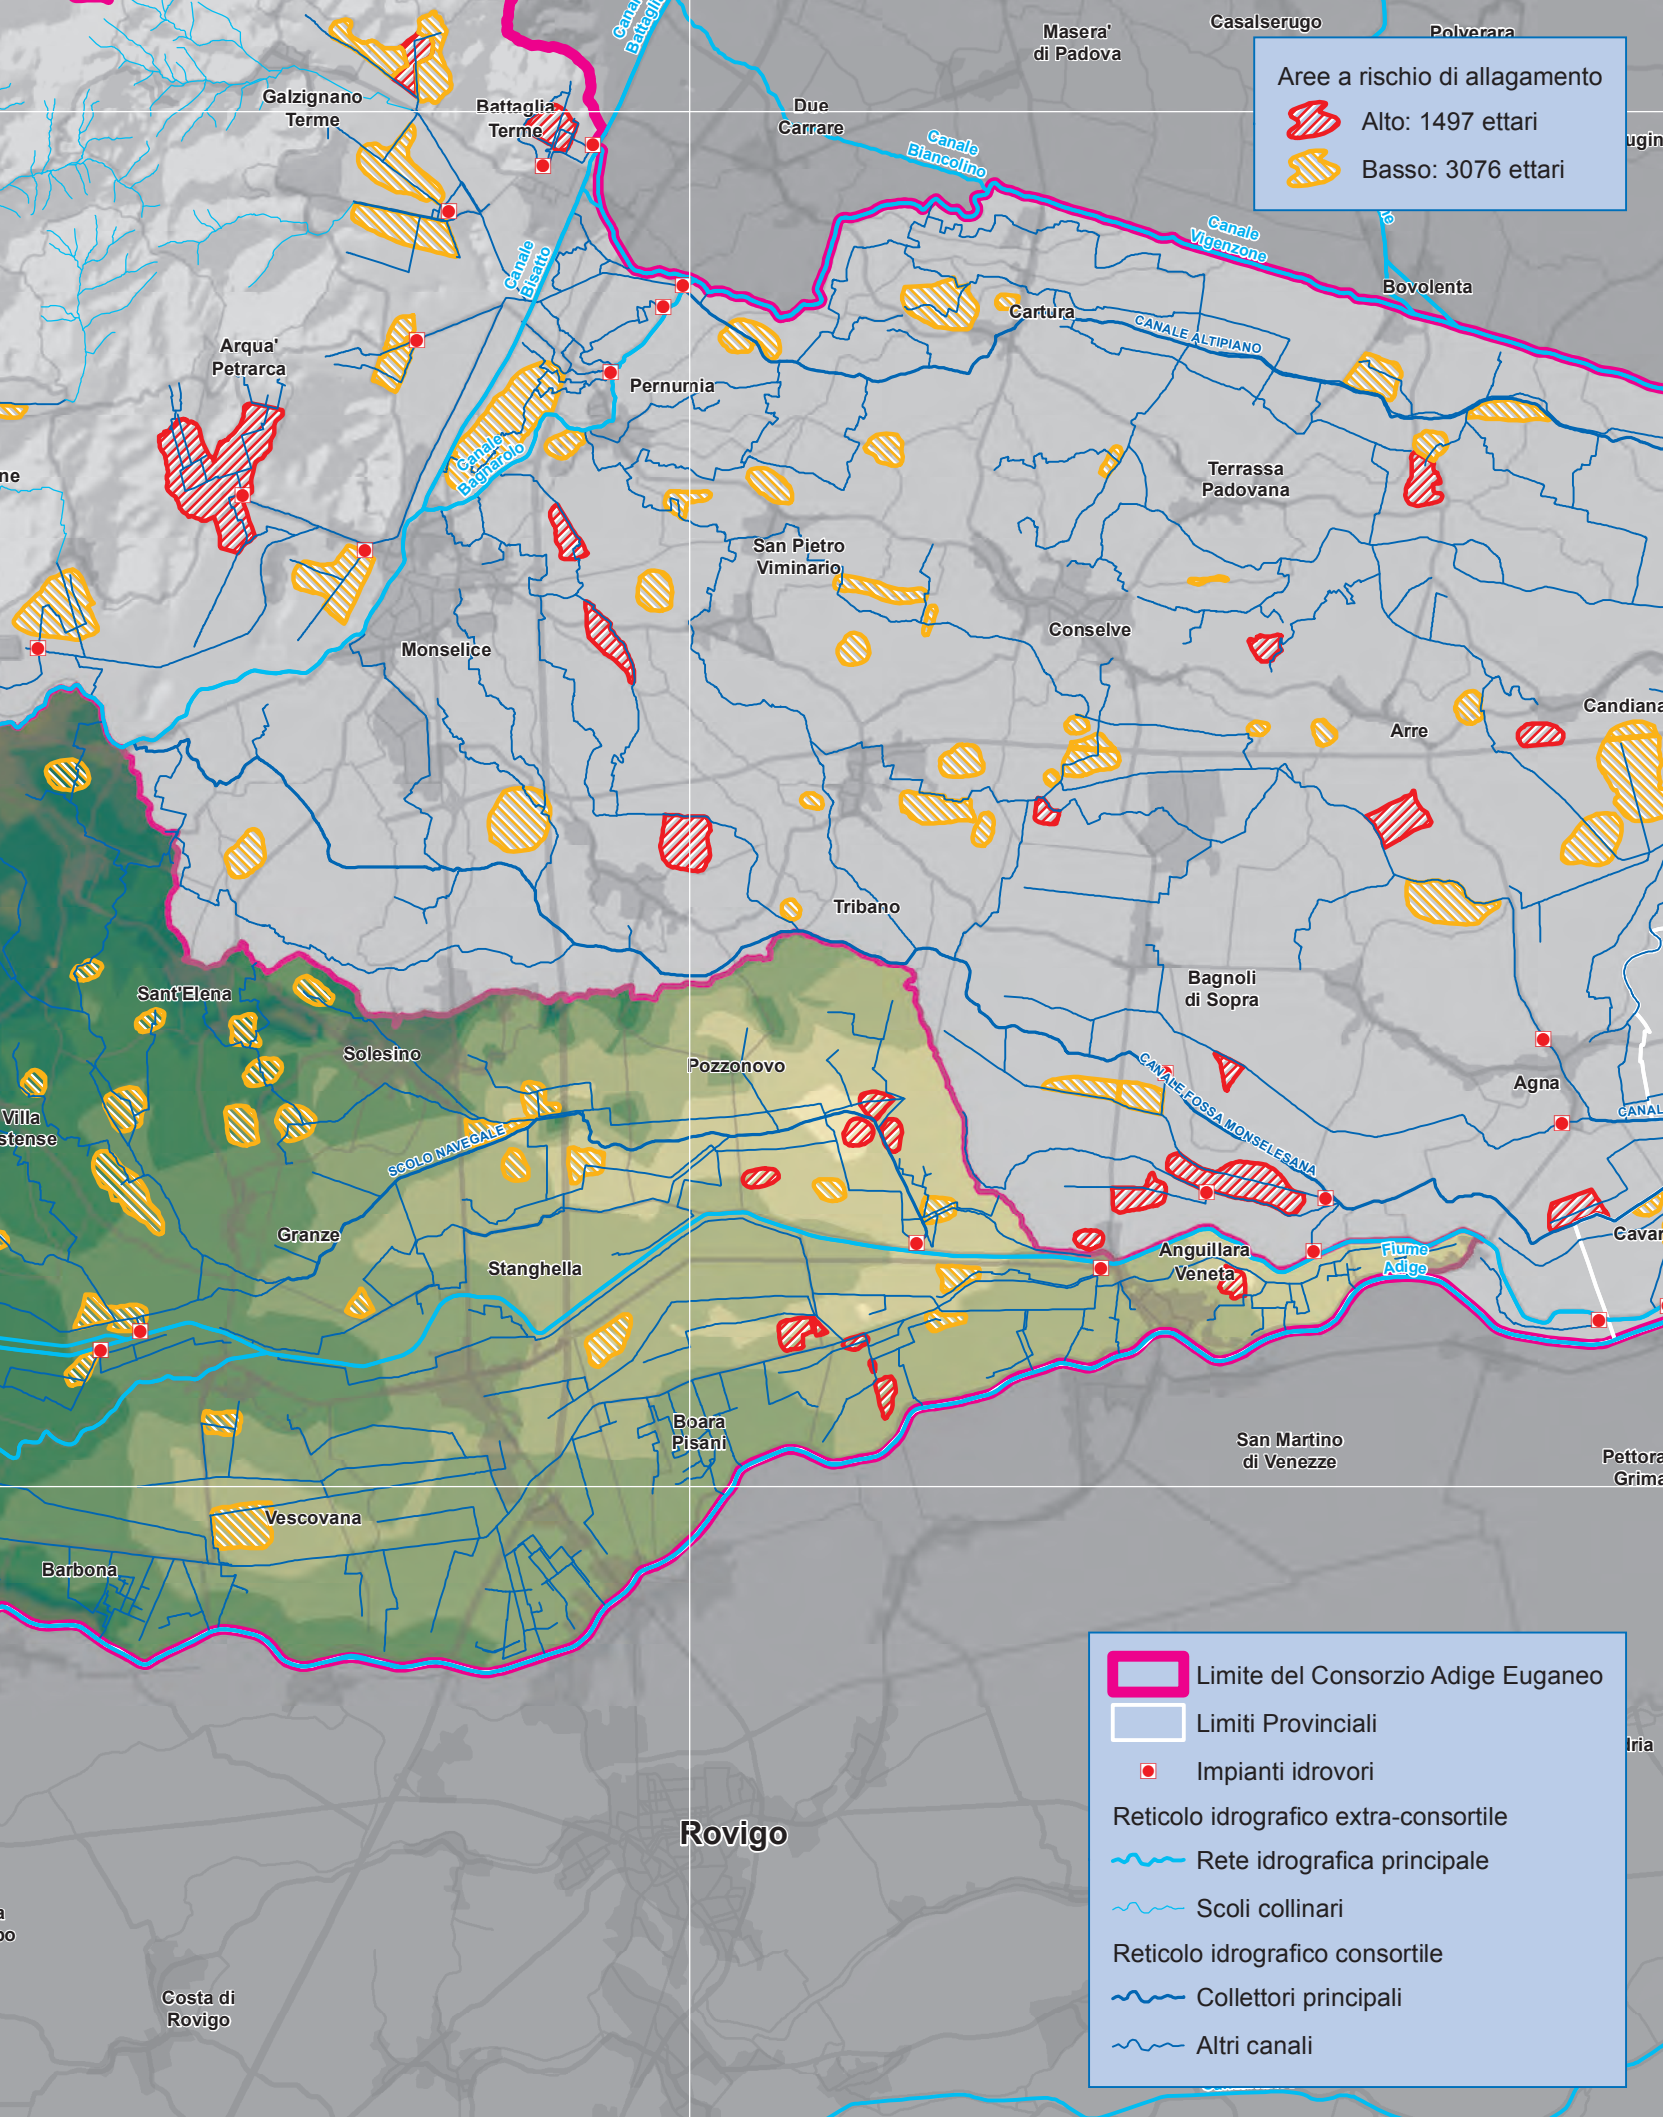 Aree a rischio di allagamento
Alto: 1497 ettari
Basso: 3076 ettari
Casalserugo
Polverara
Masera'
di Padova
Canale
Due
Carrare
Galzignano
Terme
Battaglia
Terme
Canale
Biancolino
Canale
Vigenzone
Bovolenta
Canale
Bisatto
Cartura
CANALE ALTIPIANO
Arqua'
Petrarca
Pernumia
Canale
Bagnarolo
Terrassa
Padovana
San Pietro
Viminario
Conselve
Monselice
Candiana
Arre
Tribano
Bagnoli
di Sopra
Sant'Elena
Solesino
Pozzonovo
Agna
CANAL
Villa
CANALE FOSSA MONSELESANA
SCOLO NAVEGALE
Granze
Stanghella
Anguillara
Veneta
Fiume
Adige
Boara
Pisani
San Martino
di Venezze
Vescovana
Barbona
Rovigo
Costa di
Rovigo
Limite del Consorzio Adige Euganeo
Limiti Provinciali
Impianti idrovori
Reticolo idrografico extra-consortile
Rete idrografica principale
Scoli collinari
Reticolo idrografico consortile
Collettori principali
Altri canali